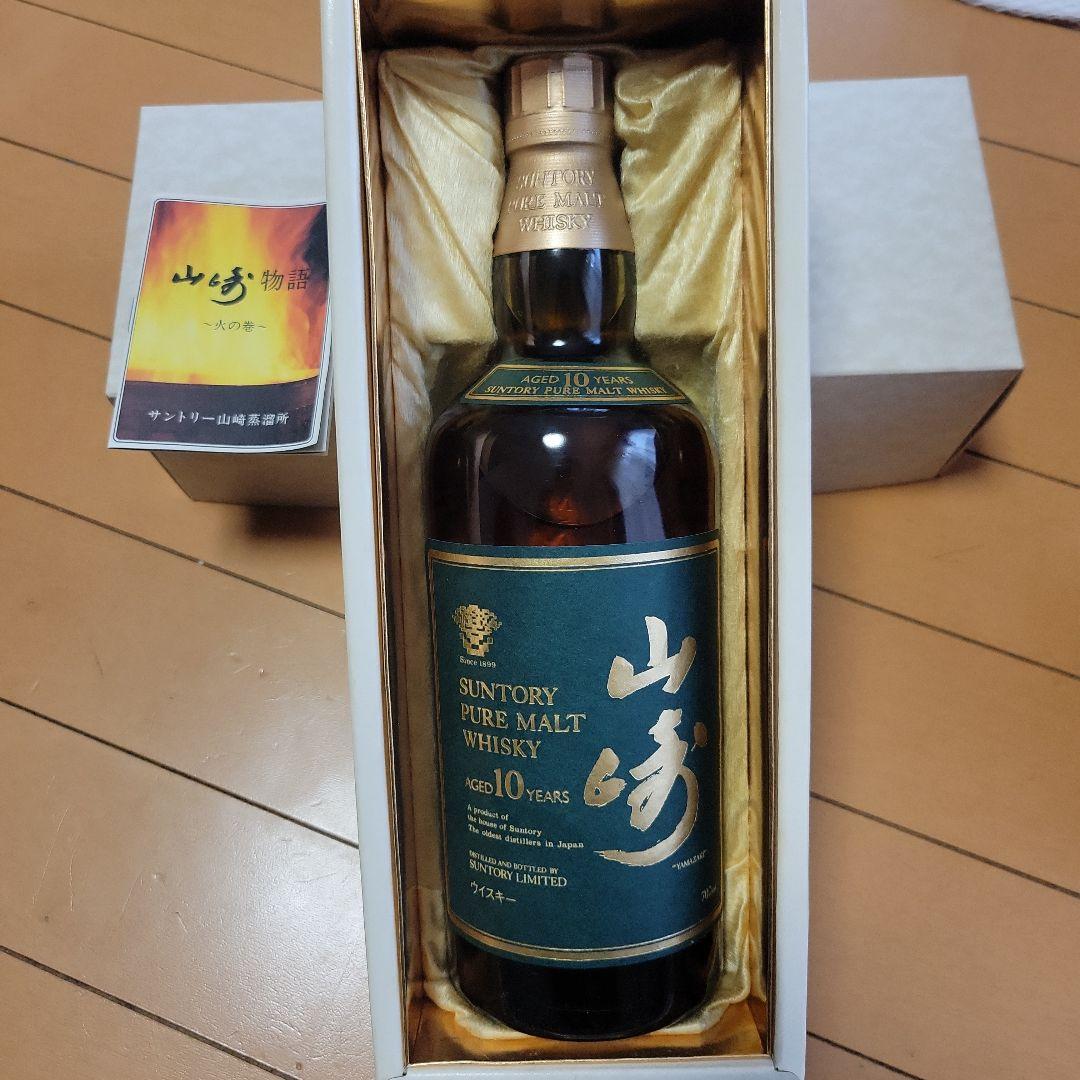 SUNTORY
PURE MALT
WHISKY
山崎物語
~火の巻~
サントリー山崎蒸溜所
AGED 10 YEARS
SUNTORY PURE MALT WHISKY
Since 1899
SUNTORY
PURE MALT
WHISKY
AGED 10 YEARS
A product of
the house of Suntory
The oldest distillers in Japan
DISTILLED AND BOTTLED BY
SUNTORY LIMITED
ウイスキー
山崎
"YAMAZAKI"